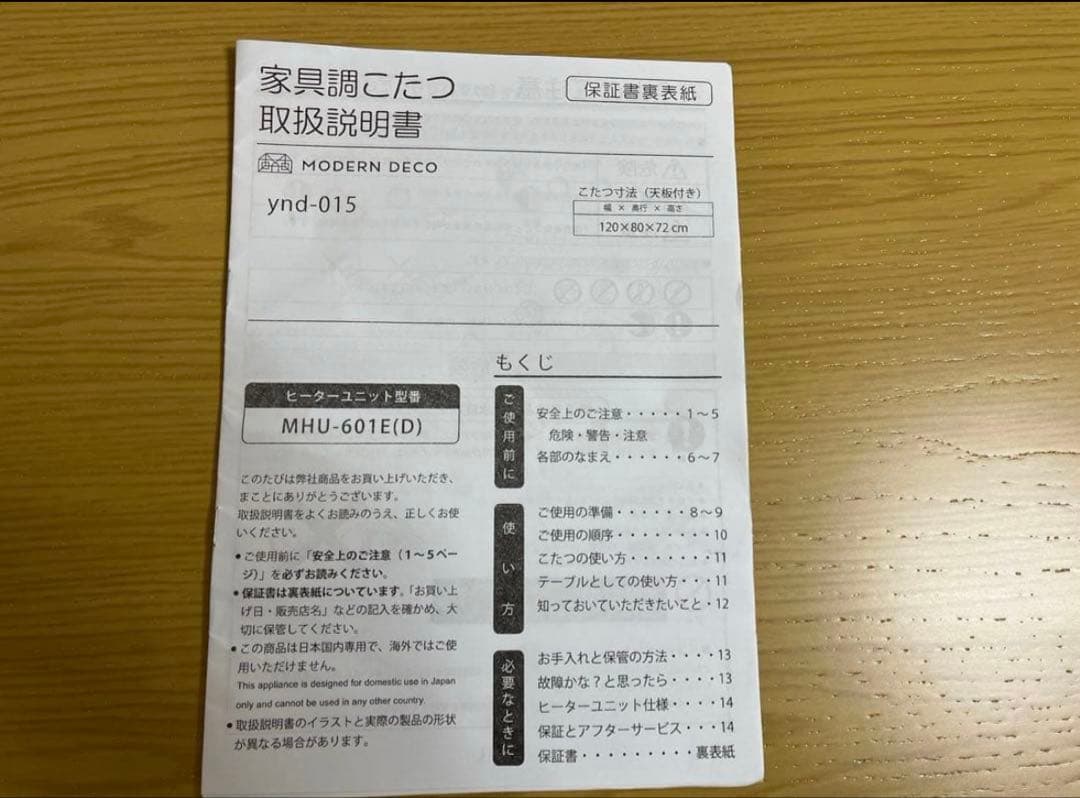 家具調こたつ
取扱説明書
保証書裏表紙
MODERN DECO
ynd-015
こたつ寸法（天板付き）
幅 × 奥行 × 高さ
120×80×72 cm
ヒーターユニット型番
MHU-601E(D)
このたびは弊社商品をお買い上げいただき、
まことにありがとうございます。
取扱説明書をよくお読みのうえ、正しくお使
いください。
●ご使用前に「安全上のご注意（1～5ペー
ジ）」を必ずお読みください。
●保証書は裏表紙についています。「お買い上
げ日・販売店名」などの記入を確かめ、大
切に保管してください。
●この商品は日本国内専用で、海外ではご使
用いただけません。
This appliance is designed for domestic use in Japan
only and cannot be used in any other country.
●取扱説明書のイラストと実際の製品の形状
が異なる場合があります。
もくじ
ご使用前に
安全上のご注意・・・・・1～5
危険・警告・注意
各部のなまえ・・・・・・6～7
使い方
ご使用の準備・・・・・・8～9
ご使用の順序・・・・・・・・10
こたつの使い方・・・・・・・11
テーブルとしての使い方・・・11
知っておいていただきたいこと・12
必要なときに
お手入れと保管の方法・・・・13
故障かな？と思ったら・・・・13
ヒーターユニット仕様・・・・14
保証とアフターサービス・・・14
保証書・・・・・・・・・裏表紙